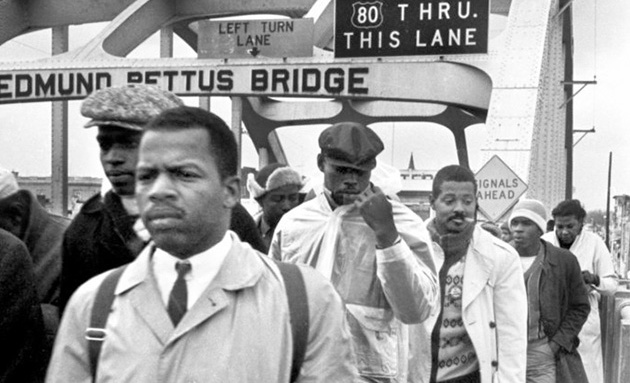 LEFT TURN
LANE
80 THRU.
THIS LANE
EDMUND PETTUS BRIDGE
SIGNALS
AHEAD